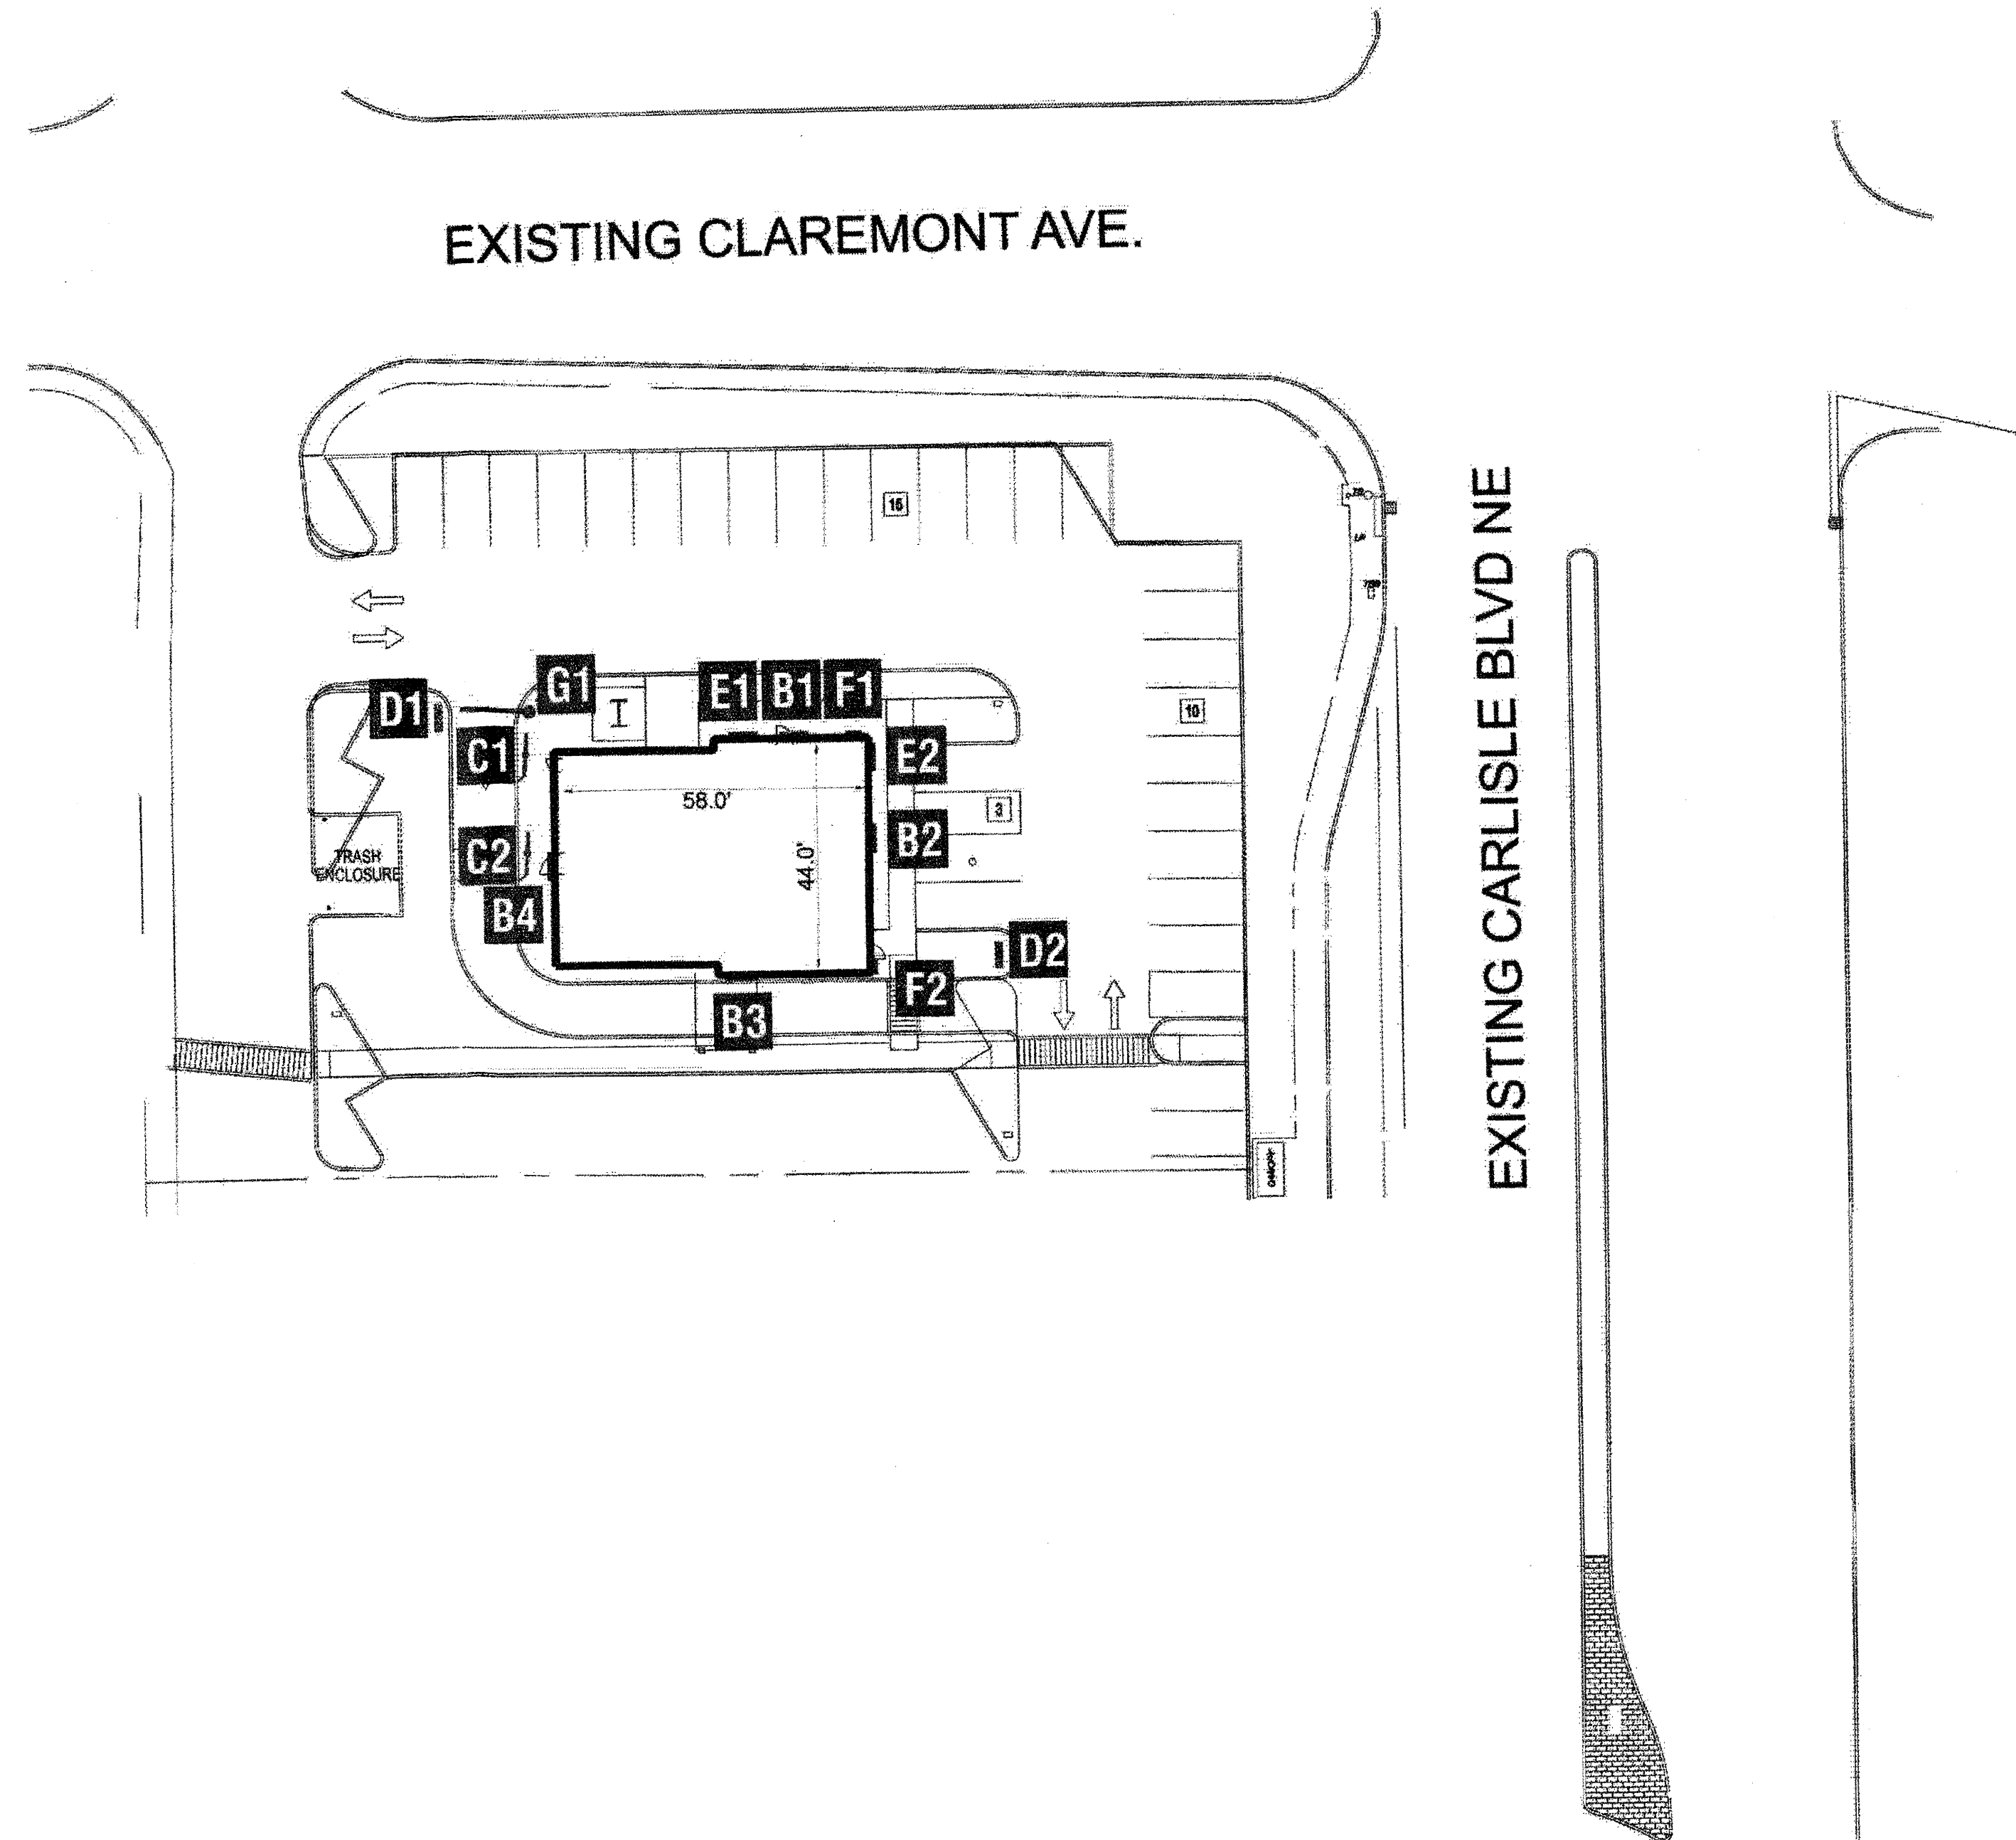 EXISTING CLAREMONT AVE.
EXISTING CARLISLE BLVD NE
15
10
G1
E1 B1 F1
D1
C1
E2
58.0'
3
B2
44.0'
C2
TRASH
ENCLOSURE
B4
D2
F2
B3